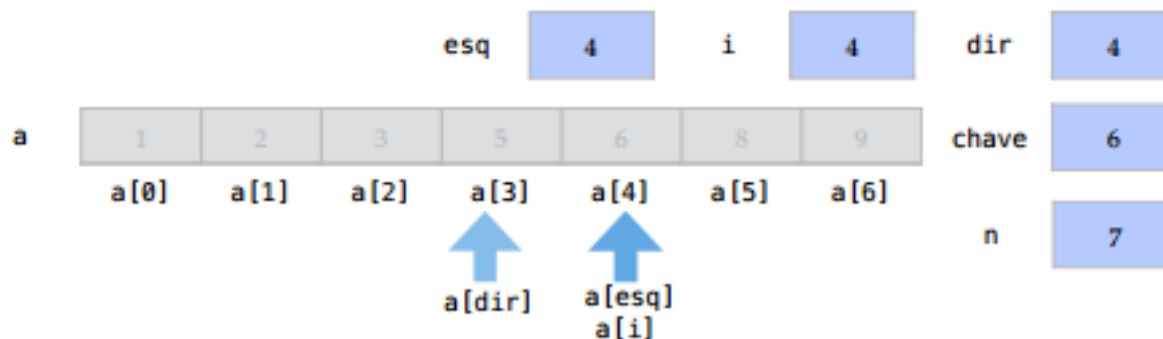 esq 4 i 4 dir 4
a 1 2 3 5 6 8 9 chave 6
a[0] a[1] a[2] a[3] a[4] a[5] a[6]
n 7
a[dir] a[esq]
a[i]